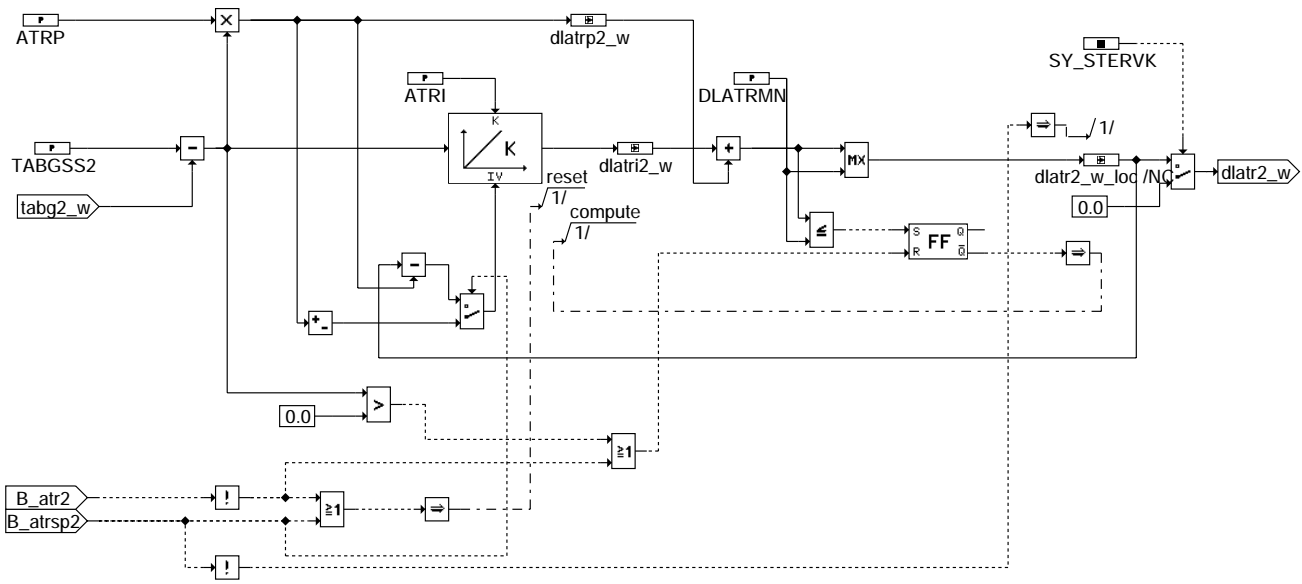 P
ATRP
×
dlatrp2_w
P
ATRI
P
DLATRMN
SY_STERVK
P
TABGSS2
−
K
K
IV
dlatri2_w
+
MX
dlatr2_w_loc /NC
dlatr2_w
⇒
/1/
tabg2_w
reset
1/
compute
1/
0.0
≤
S Q
FF
R Q̅
⇒
−
+ −
>
0.0
≧1
B_atr2
!
≧1
⇒
B_atrsp2
!